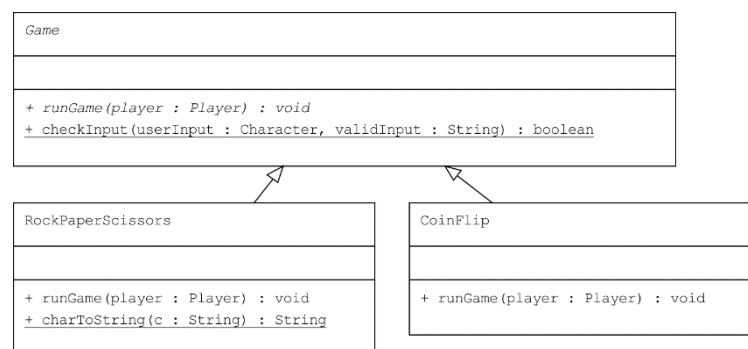 Game
+ runGame(player : Player) : void
+ checkInput(userInput : Character, validInput : String) : boolean
RockPaperScissors
+ runGame(player : Player) : void
+ charToString(c : String) : String
CoinFlip
+ runGame(player : Player) : void